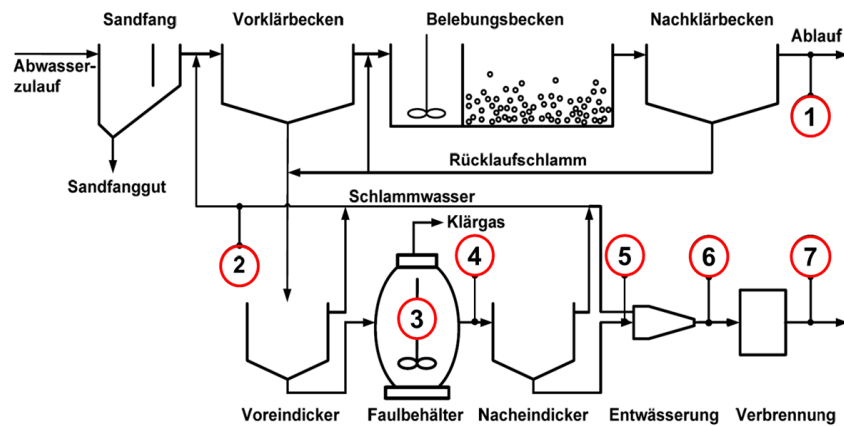 Sandfang
Vorklärbecken
Belebungsbecken
Nachklärbecken
Ablauf
Abwasser-
zulauf
1
Rücklaufschlamm
Sandfanggut
Schlammwasser
Klärgas
2
4
5
6
7
3
Voreindicker
Faulbehälter
Nacheindicker
Entwässerung
Verbrennung